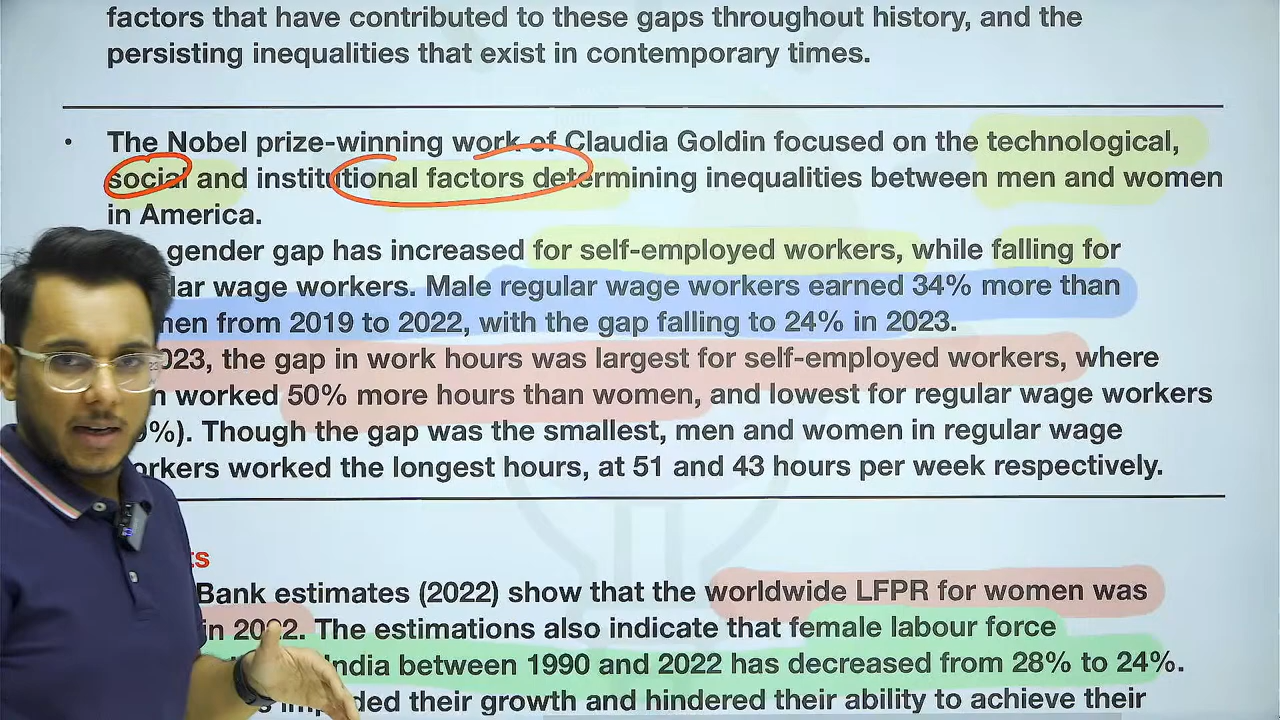 factors that have contributed to these gaps throughout history, and the
persisting inequalities that exist in contemporary times.
• The Nobel prize-winning work of Claudia Goldin focused on the technological,
social and institutional factors determining inequalities between men and women
in America.
gender gap has increased for self-employed workers, while falling for
wage workers. Male regular wage workers earned 34% more than
from 2019 to 2022, with the gap falling to 24% in 2023.
the gap in work hours was largest for self-employed workers, where
worked 50% more hours than women, and lowest for regular wage workers
Though the gap was the smallest, men and women in regular wage
worked the longest hours, at 51 and 43 hours per week respectively.
Bank estimates (2022) show that the worldwide LFPR for women was
in 2022. The estimations also indicate that female labour force
India between 1990 and 2022 has decreased from 28% to 24%.
their growth and hindered their ability to achieve their